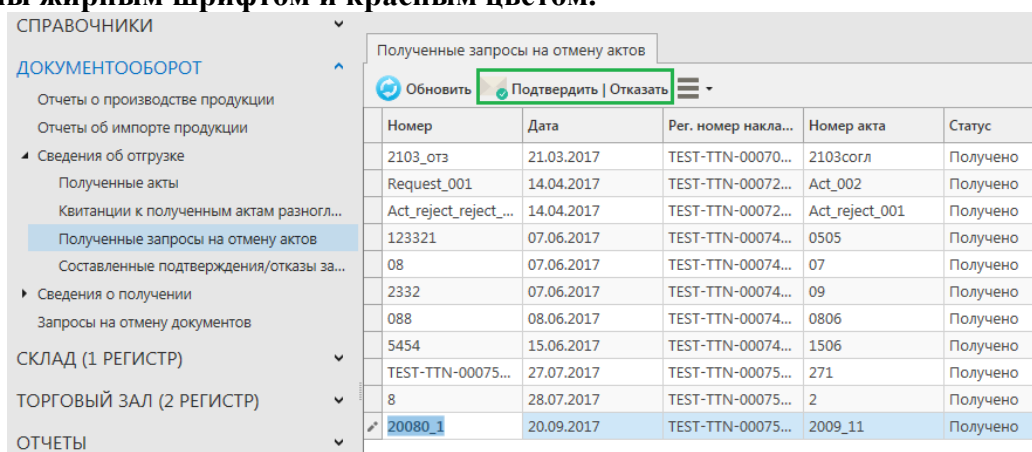 жирным шрифтом и красным цветом.
СПРАВОЧНИКИ
ДОКУМЕНТООБОРОТ
Отчеты о производстве продукции
Отчеты об импорте продукции
Сведения об отгрузке
Полученные акты
Квитанции к полученным актам разногл...
Полученные запросы на отмену актов
Составленные подтверждения/отказы за...
Сведения о получении
Запросы на отмену документов
СКЛАД (1 РЕГИСТР)
ТОРГОВЫЙ ЗАЛ (2 РЕГИСТР)
ОТЧЕТЫ
Полученные запросы на отмену актов
Обновить Подтвердить | Отказать
Номер Дата Рег. номер накла... Номер акта Статус
2103_отз 21.03.2017 TEST-TTN-00070... 2103согл Получено
Request_001 14.04.2017 TEST-TTN-00072... Act_002 Получено
Act_reject_reject_... 14.04.2017 TEST-TTN-00072... Act_reject_001 Получено
123321 07.06.2017 TEST-TTN-00074... 0505 Получено
08 07.06.2017 TEST-TTN-00074... 07 Получено
2332 07.06.2017 TEST-TTN-00074... 09 Получено
088 08.06.2017 TEST-TTN-00074... 0806 Получено
5454 15.06.2017 TEST-TTN-00074... 1506 Получено
TEST-TTN-00075... 27.07.2017 TEST-TTN-00075... 271 Получено
8 28.07.2017 TEST-TTN-00075... 2 Получено
20080_1 20.09.2017 TEST-TTN-00075... 2009_11 Получено